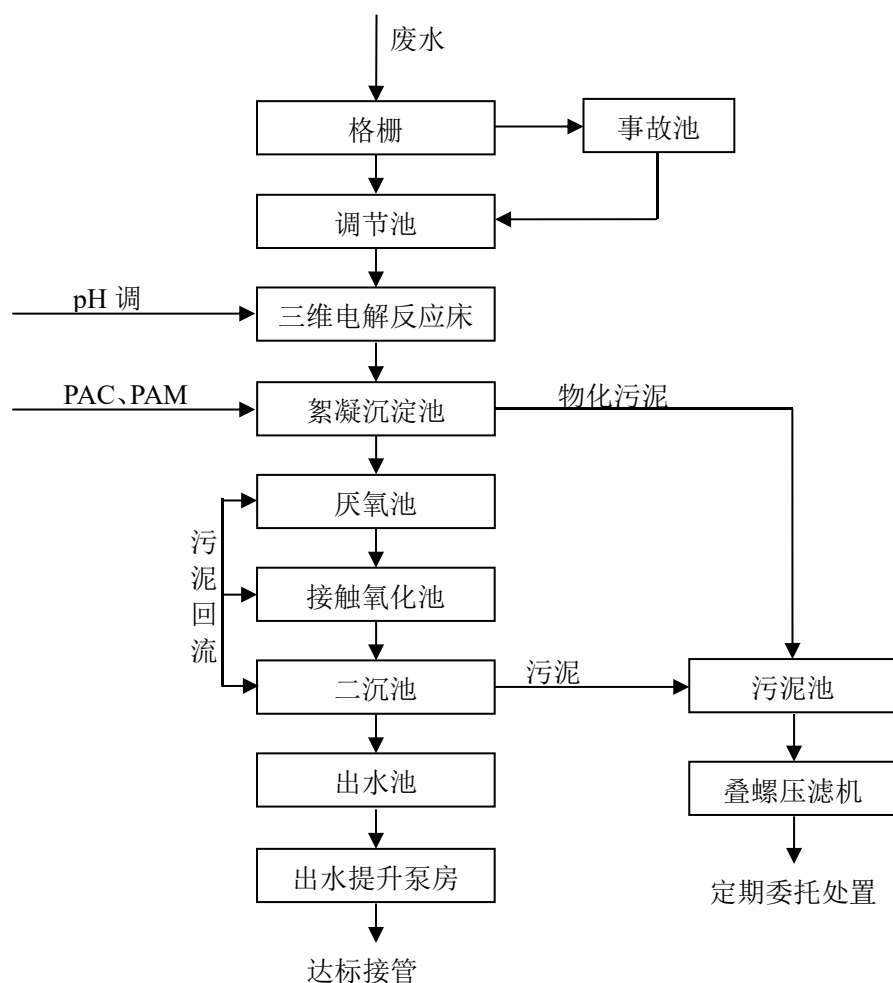 废水
格栅
事故池
调节池
pH 调
三维电解反应床
PAC、PAM
絮凝沉淀池
物化污泥
厌氧池
污泥回流
接触氧化池
二沉池
污泥
污泥池
出水池
叠螺压滤机
出水提升泵房
定期委托处置
达标接管